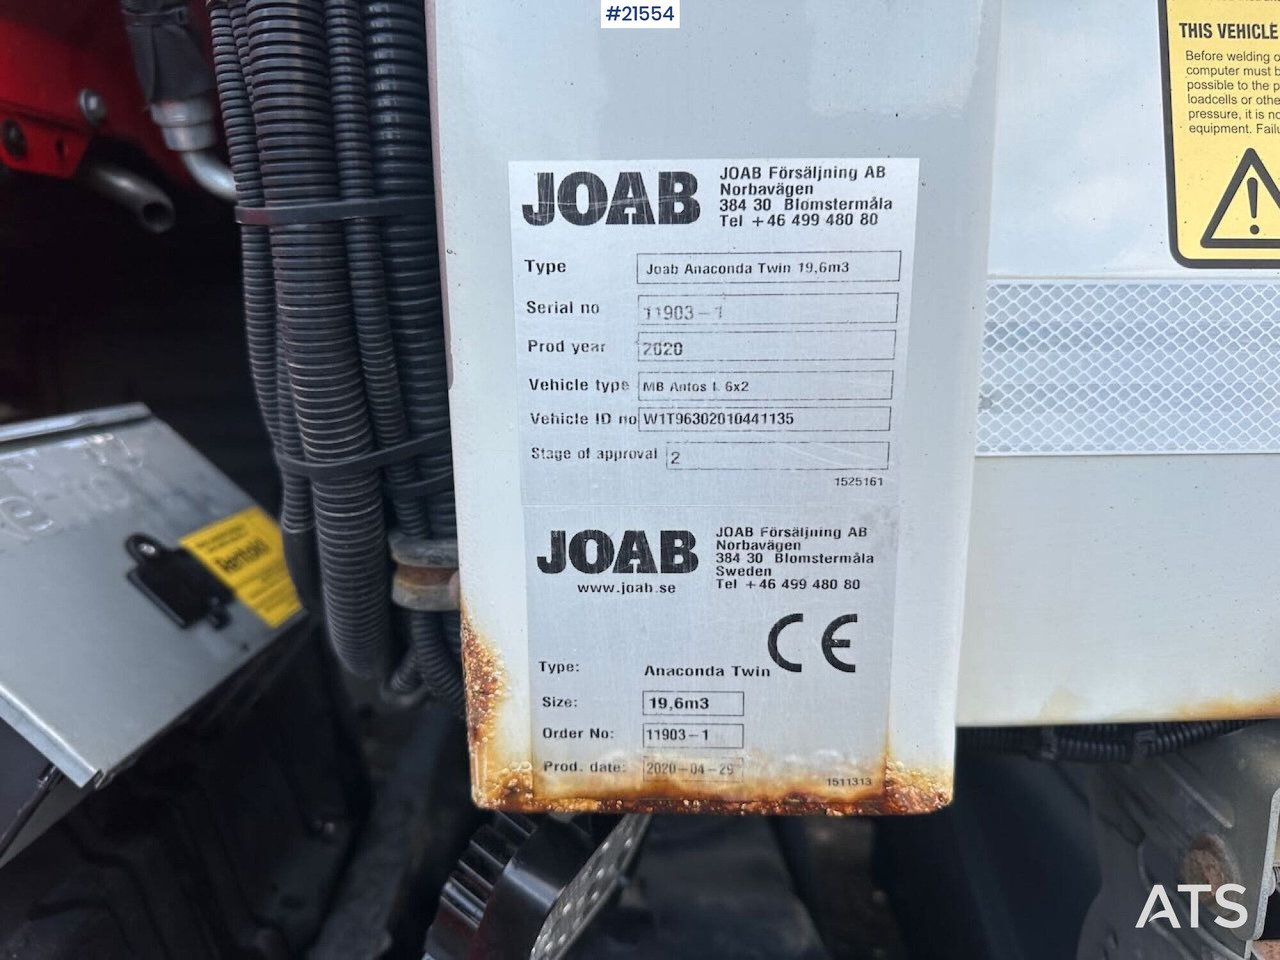 #21554
THIS VEHICLE
Before welding o
computer must b
possible to the p
loadcells or othe
pressure, it is no
equipment. Failu
JOAB
JOAB Försäljning AB
Norbavägen
384 30 Blomstermåla
Tel +46 499 480 80
Type Joab Anaconda Twin 19,6m3
Serial no 11903-1
Prod year 2020
Vehicle type MB Antos L 6x2
Vehicle ID no W1T96302010441135
Stage of approval 2
1525161
JOAB
www.joab.se
JOAB Försäljning AB
Norbavägen
384 30 Blomstermåla
Sweden
Tel +46 499 480 80
CE
Type: Anaconda Twin
Size: 19,6m3
Order No: 11903-1
Prod. date: 2020-04-29
1511313
ATS